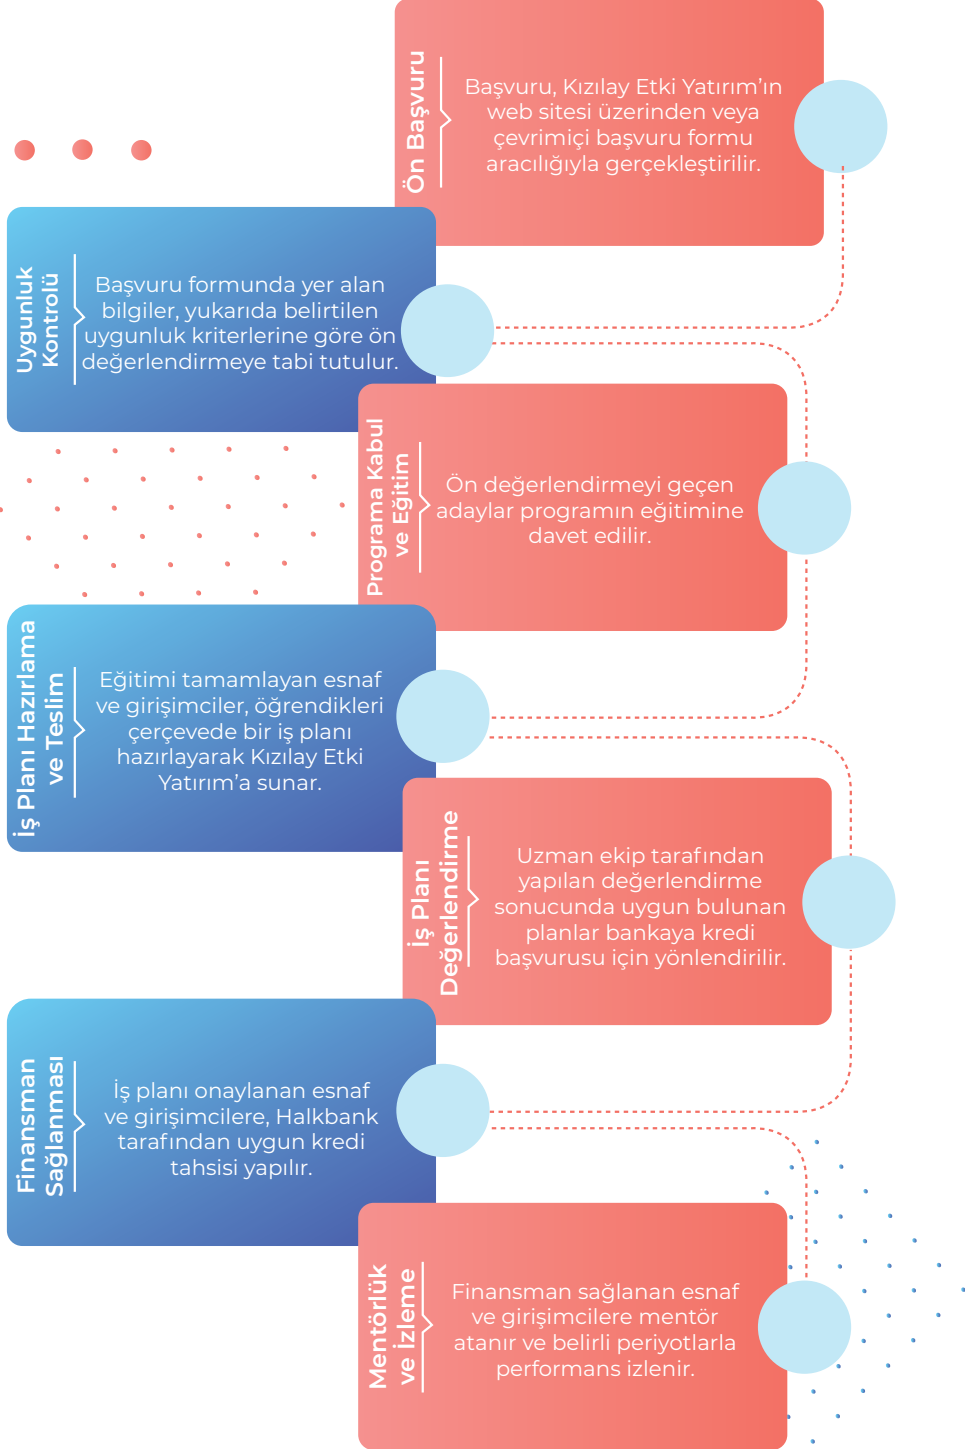 Ön Başvuru
Başvuru, Kızılay Etki Yatırım’ın
web sitesi üzerinden veya
çevrimiçi başvuru formu
aracılığıyla gerçekleştirilir.
Uygunluk
Kontrolü
Başvuru formunda yer alan
bilgiler, yukarıda belirtilen
uygunluk kriterlerine göre ön
değerlendirmeye tabi tutulur.
Programa Kabul
ve Eğitim
Ön değerlendirmeyi geçen
adaylar programın eğitimine
davet edilir.
İş Planı Hazırlama
ve Teslim
Eğitimi tamamlayan esnaf
ve girişimciler, öğrendikleri
çerçevede bir iş planı
hazırlayarak Kızılay Etki
Yatırım’a sunar.
İş Planı
Değerlendirme
Uzman ekip tarafından
yapılan değerlendirme
sonucunda uygun bulunan
planlar bankaya kredi
başvurusu için yönlendirilir.
Finansman
Sağlanması
İş planı onaylanan esnaf
ve girişimcilere, Halkbank
tarafından uygun kredi
tahsisi yapılır.
Mentörlük
ve İzleme
Finansman sağlanan esnaf
ve girişimcilere mentör
atanır ve belirli periyotlarla
performans izlenir.